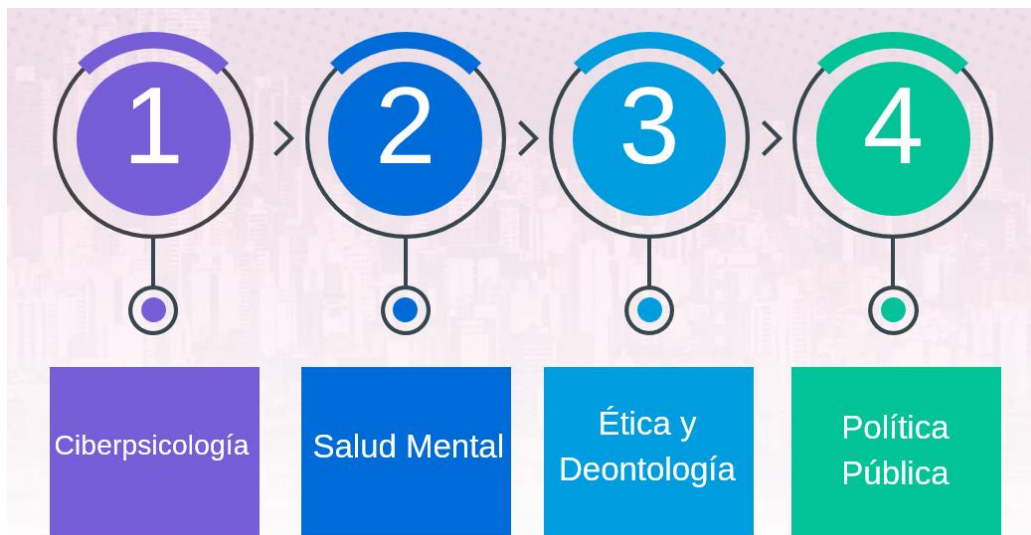 1
2
3
4
Ciberpsicología
Salud Mental
Ética y
Deontología
Política
Pública